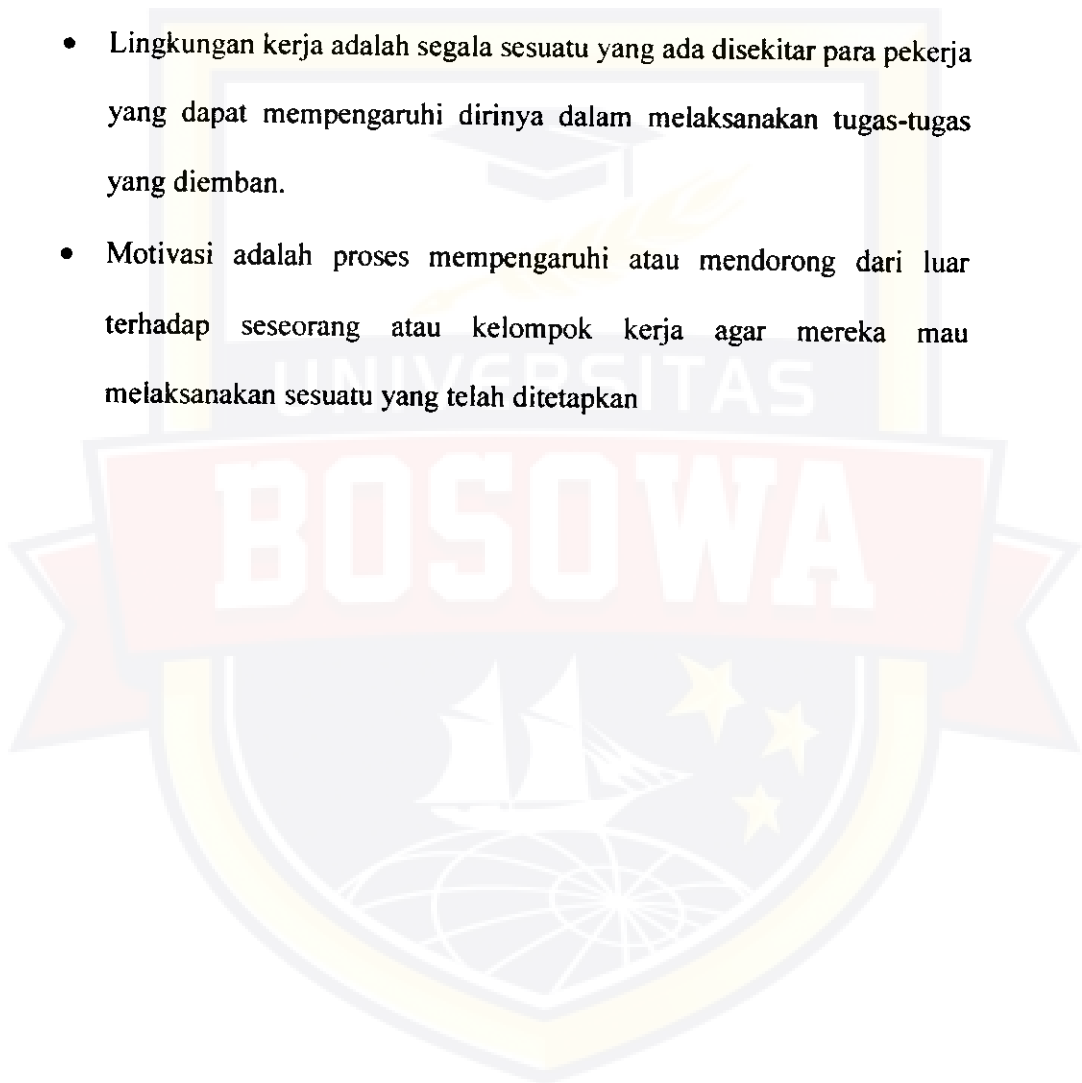 • Lingkungan kerja adalah segala sesuatu yang ada disekitar para pekerja
yang dapat mempengaruhi dirinya dalam melaksanakan tugas-tugas
yang diemban.
• Motivasi adalah proses mempengaruhi atau mendorong dari luar
terhadap seseorang atau kelompok kerja agar mereka mau
melaksanakan sesuatu yang telah ditetapkan
UNIVERSITAS
BOSOWA